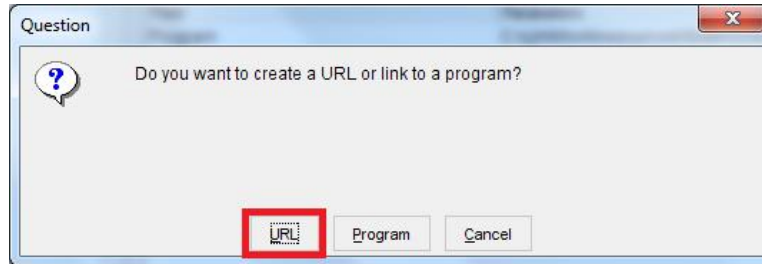 Question
Do you want to create a URL or link to a program?
URL
Program
Cancel